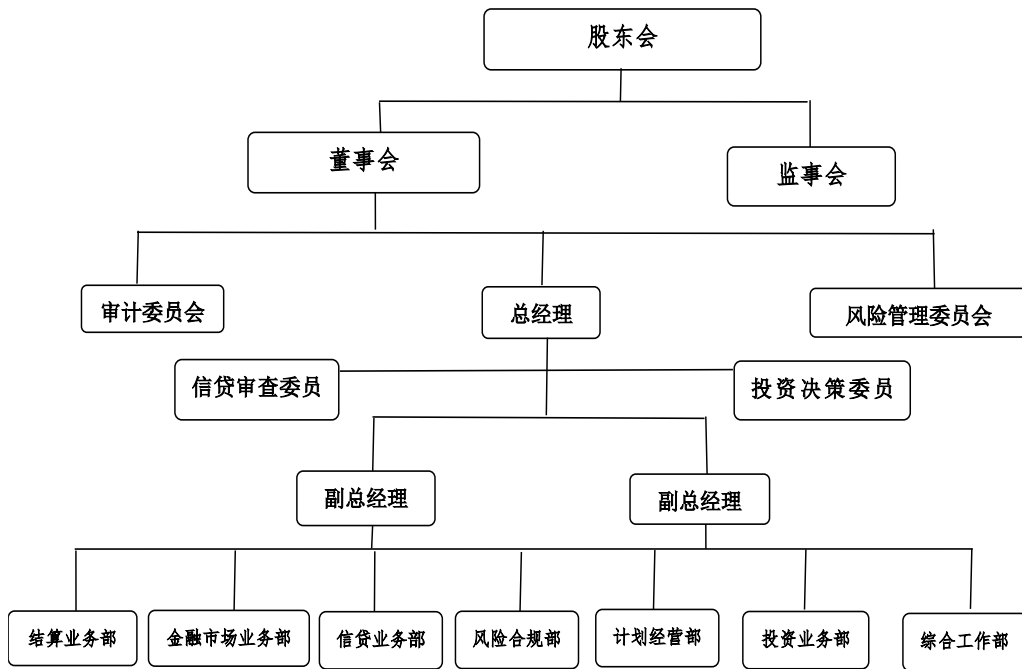 股东会
董事会
监事会
审计委员会
总经理
风险管理委员会
信贷审查委员
投资决策委员
副总经理
副总经理
结算业务部
金融市场业务部
信贷业务部
风险合规部
计划经营部
投资业务部
综合工作部